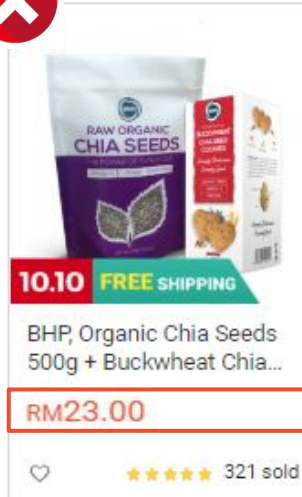 RAW ORGANIC
CHIA SEEDS
BUCKWHEAT
CHIA SEED
COOKIES
10.10 FREE SHIPPING
BHP, Organic Chia Seeds
500g + Buckwheat Chia...
RM23.00
321 sold